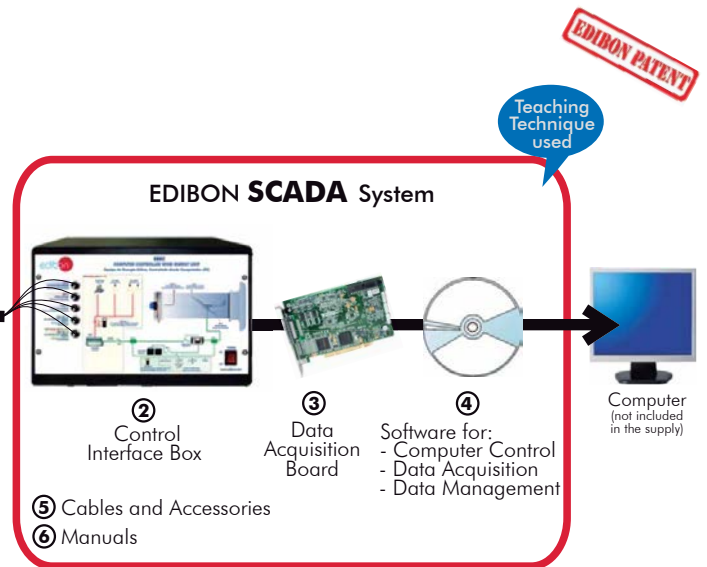 EDIBON PATENT
Teaching
Technique
used
EDIBON SCADA System
edibon
②
Control
Interface Box
③
Data
Acquisition
Board
④
Software for:
- Computer Control
- Data Acquisition
- Data Management
Computer
(not included
in the supply)
⑤ Cables and Accessories
⑥ Manuals